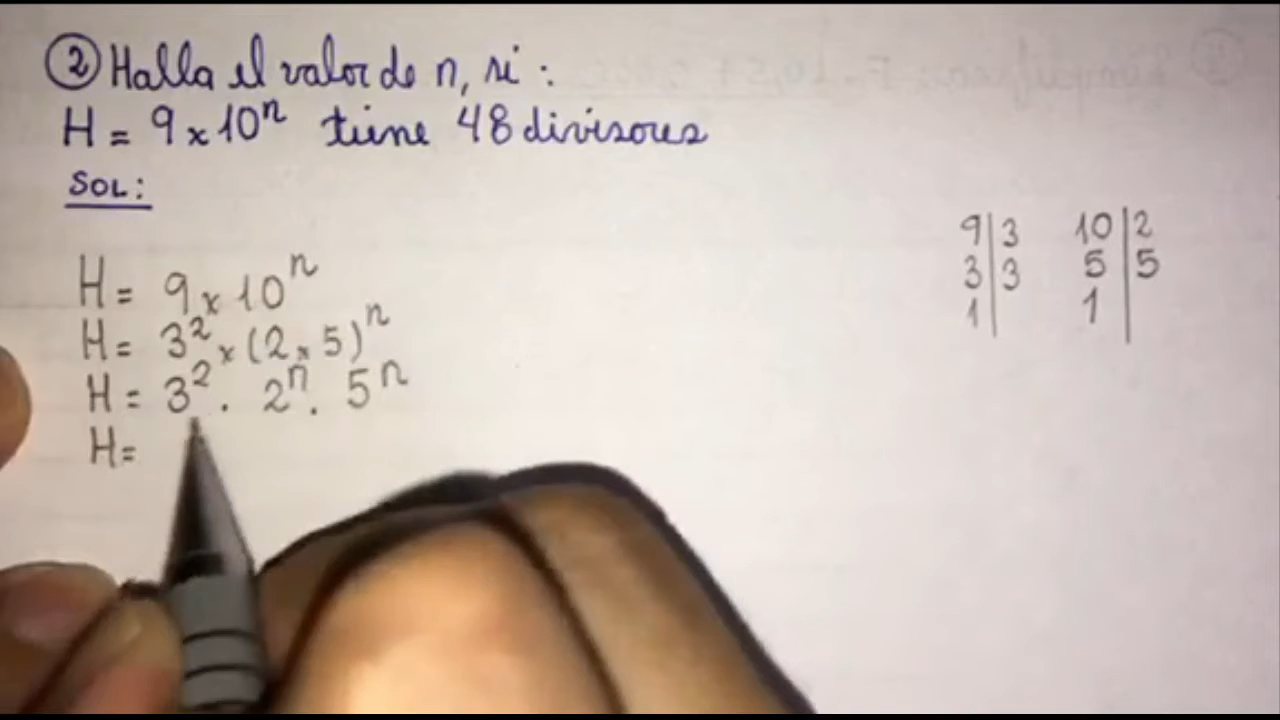 ② Halla el valor de n, si :
H = 9 x 10ⁿ tiene 48 divisores
SOL:
H = 9 x 10ⁿ
H = 3² x (2 x 5)ⁿ
H = 3² . 2ⁿ . 5ⁿ
H =
9 | 3
3 | 3
1 |
10 | 2
5 | 5
1 |